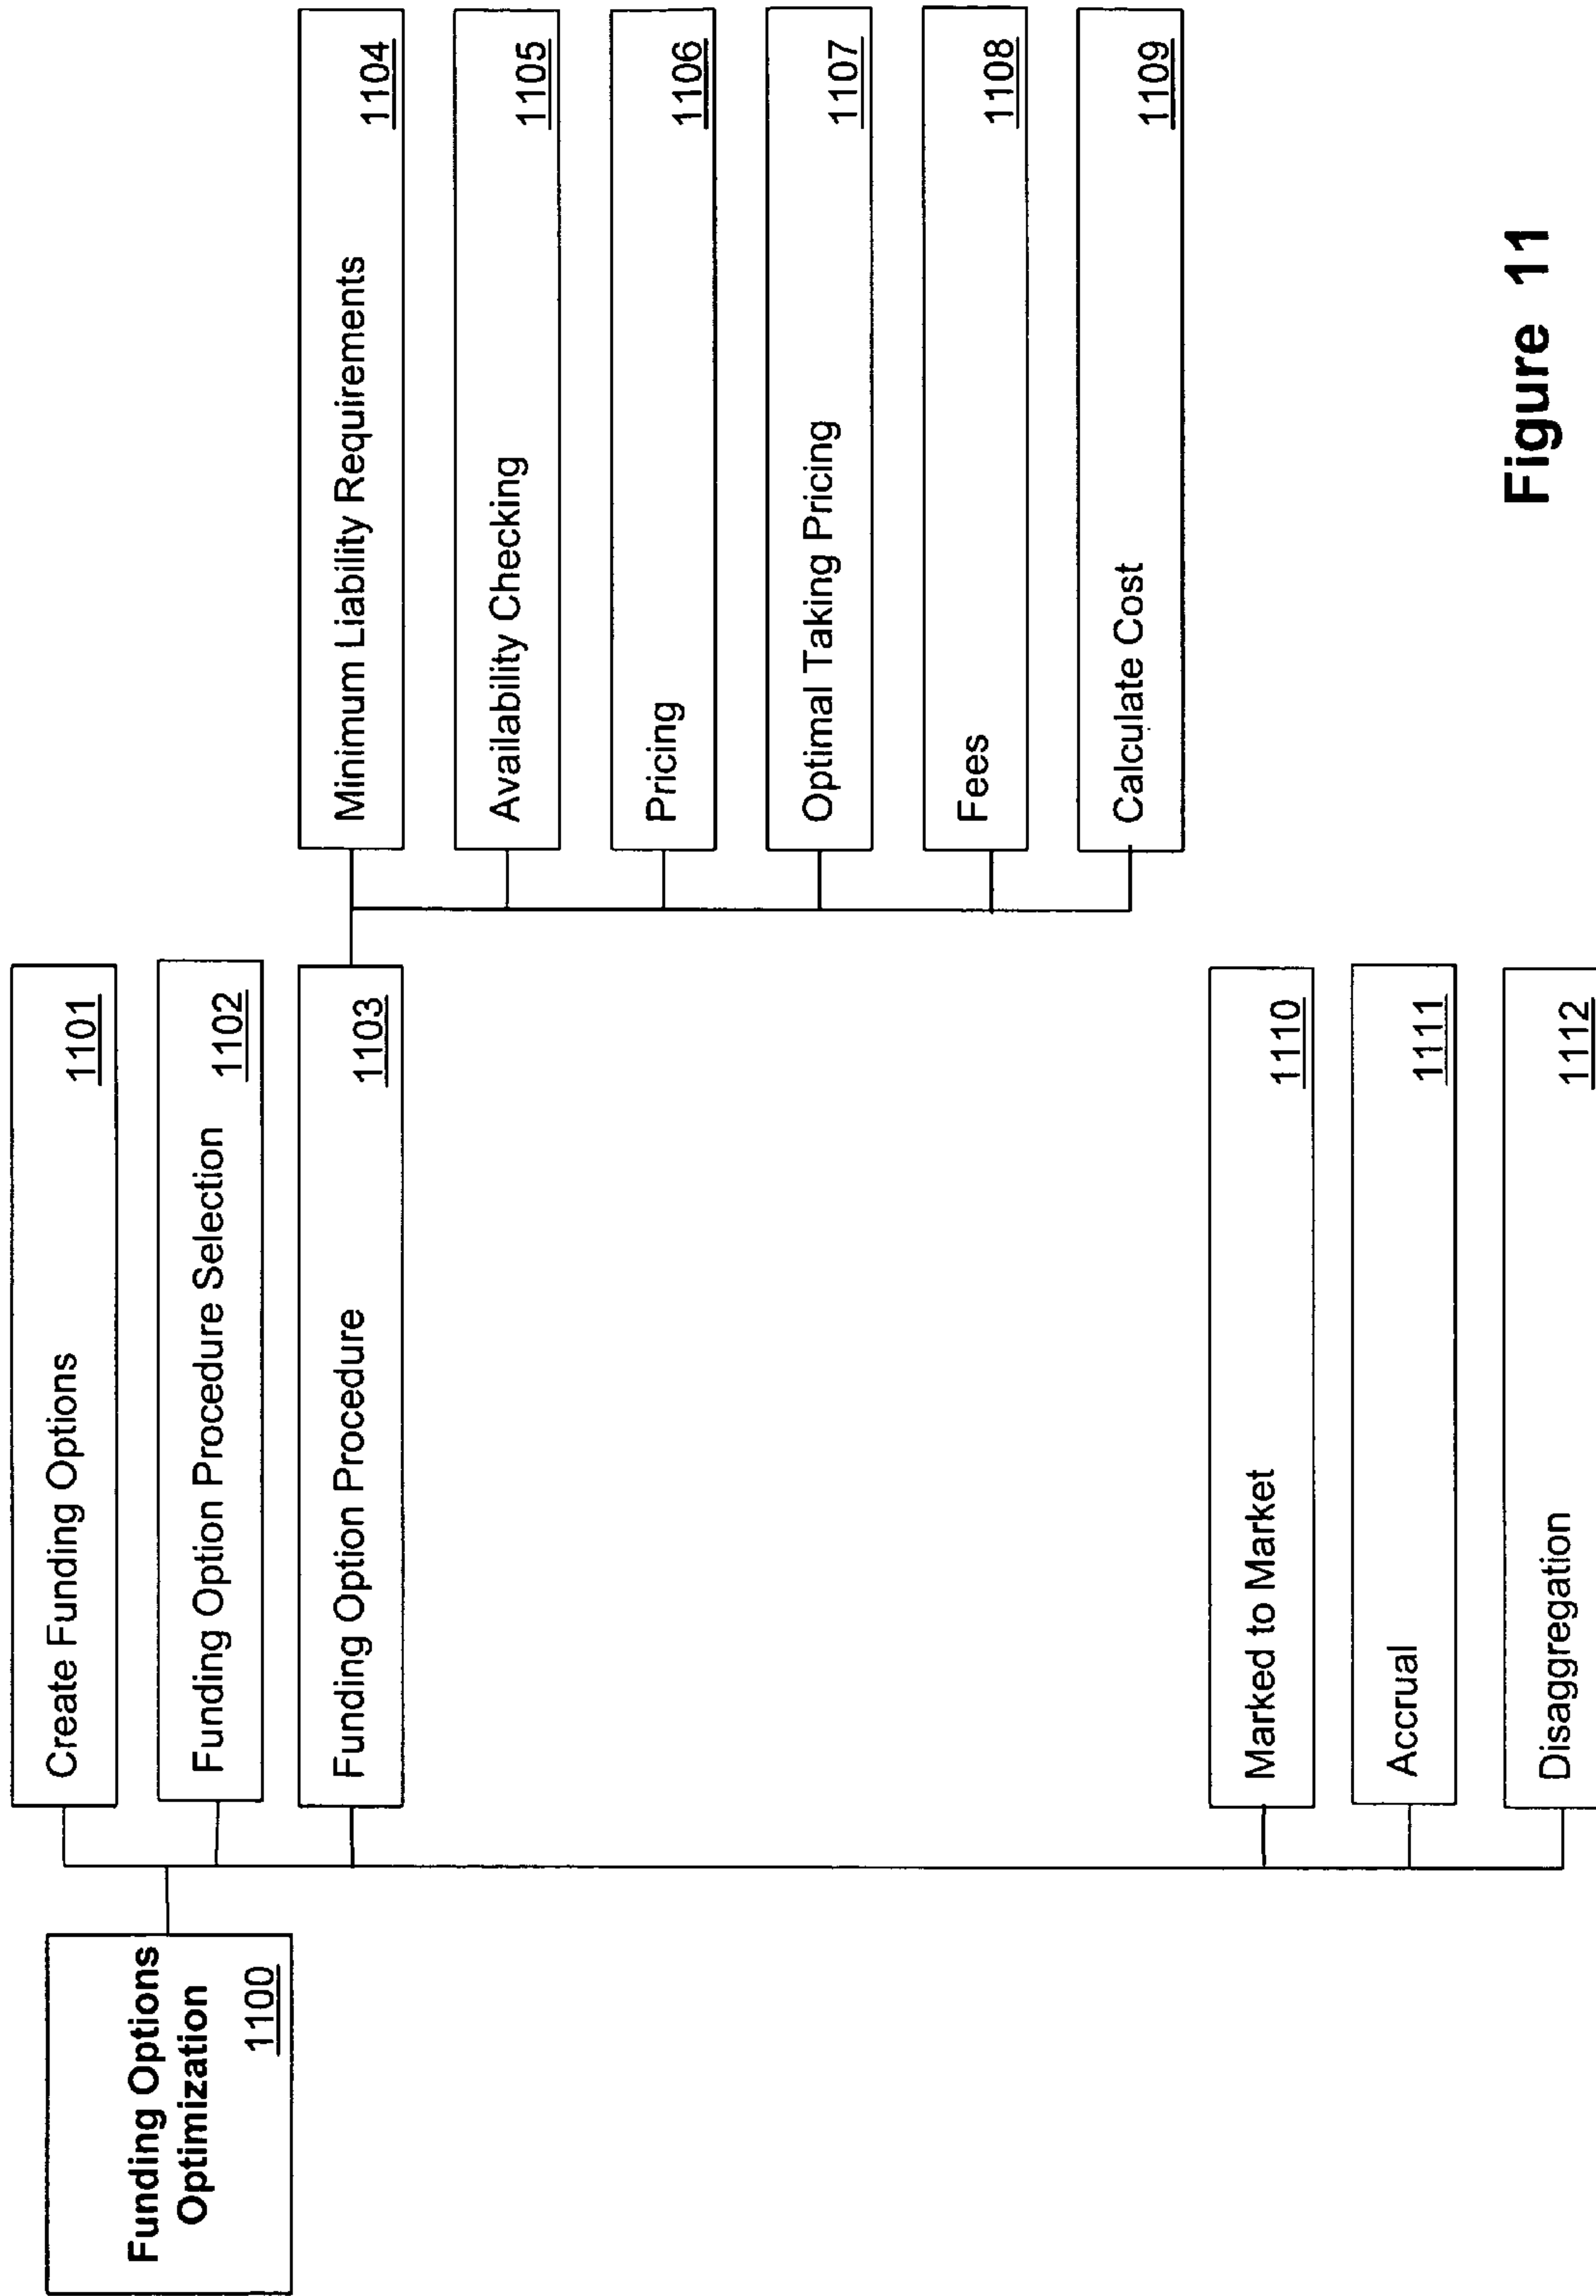 Funding Options
Optimization
1100
Create Funding Options
1101
Funding Option Procedure Selection
1102
Funding Option Procedure
1103
Minimum Liability Requirements
1104
Availability Checking
1105
Pricing
1106
Optimal Taking Pricing
1107
Fees
1108
Calculate Cost
1109
Marked to Market
1110
Accrual
1111
Disaggregation
1112
Figure 11